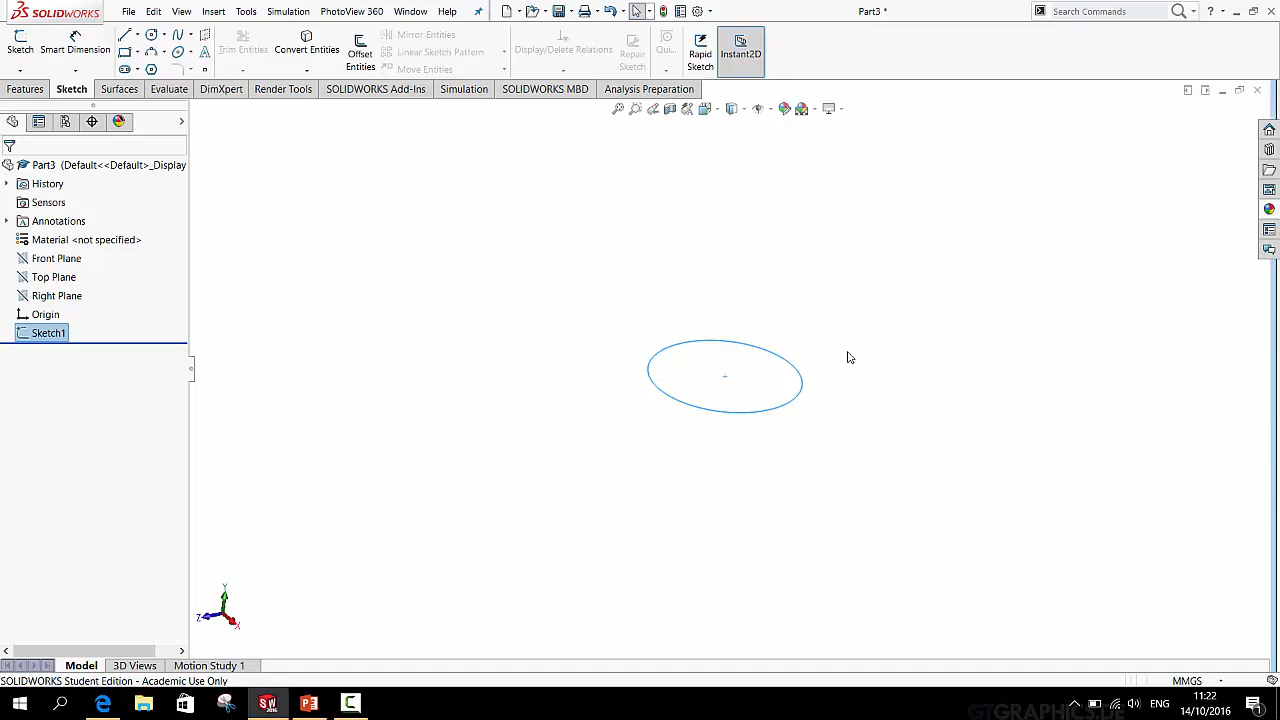 SOLIDWORKS File Edit View Insert Tools Simulation PhotoView 360 Window Help Part3 * Search Commands ?
Sketch Smart Dimension Trim Entities Convert Entities Offset Entities Mirror Entities Linear Sketch Pattern Move Entities Display/Delete Relations Repair Sketch Qui... Rapid Sketch Instant2D
Features Sketch Surfaces Evaluate DimXpert Render Tools SOLIDWORKS Add-Ins Simulation SOLIDWORKS MBD Analysis Preparation
Part3 (Default<<Default>_Display
History
Sensors
Annotations
Material <not specified>
Front Plane
Top Plane
Right Plane
Origin
Sketch1
Y
Z
X
Model 3D Views Motion Study 1
SOLIDWORKS Student Edition - Academic Use Only MMGS
ENG 11:22
14/10/2016
GTGRAPHICS.DE